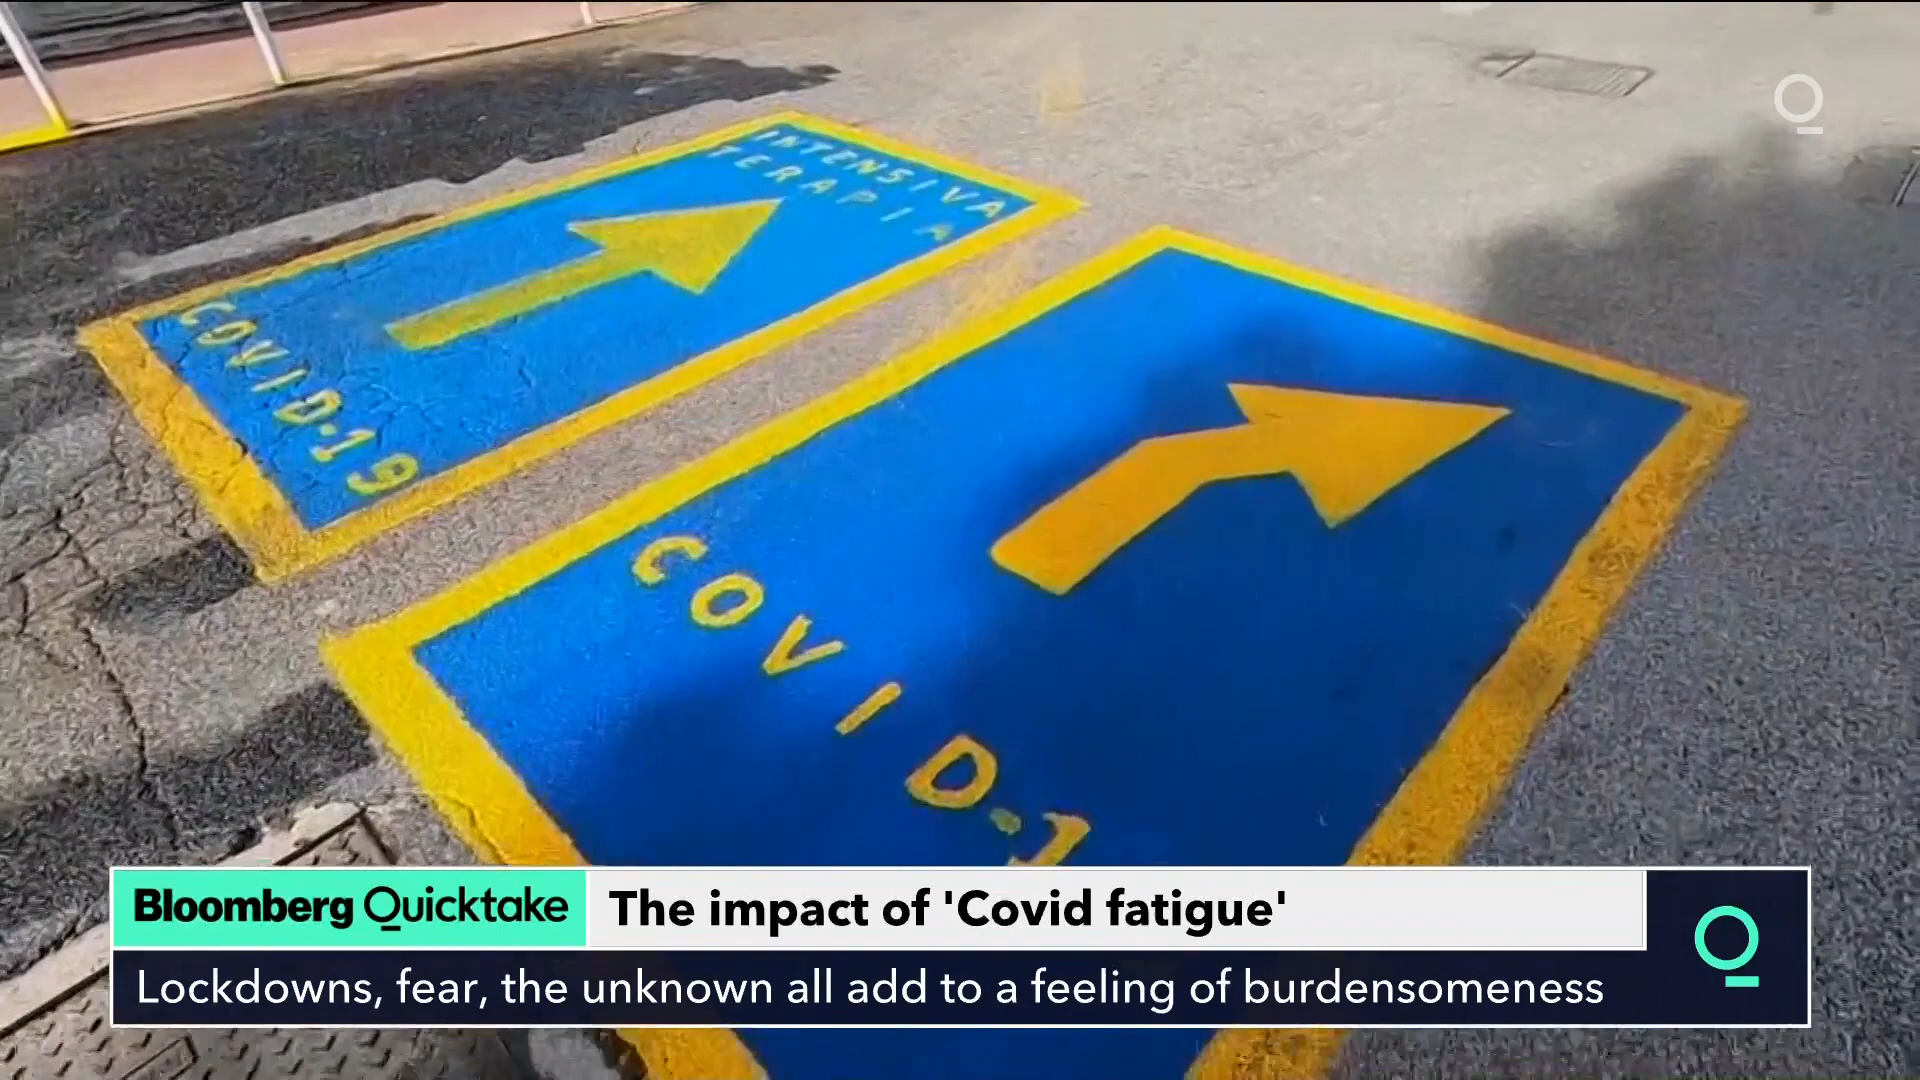 INTENSIVA
TERAPIA
COVID-19
COVID-1
Bloomberg Quicktake
The impact of 'Covid fatigue'
Lockdowns, fear, the unknown all add to a feeling of burdensomeness